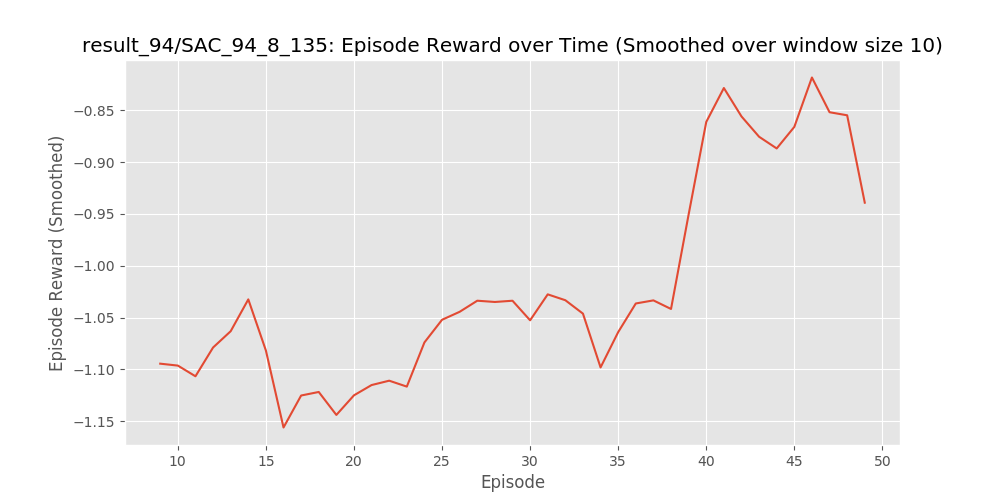 result_94/SAC_94_8_135: Episode Reward over Time (Smoothed over window size 10)
Episode Reward (Smoothed)
−0.85
−0.90
−0.95
−1.00
−1.05
−1.10
−1.15
10 15 20 25 30 35 40 45 50
Episode